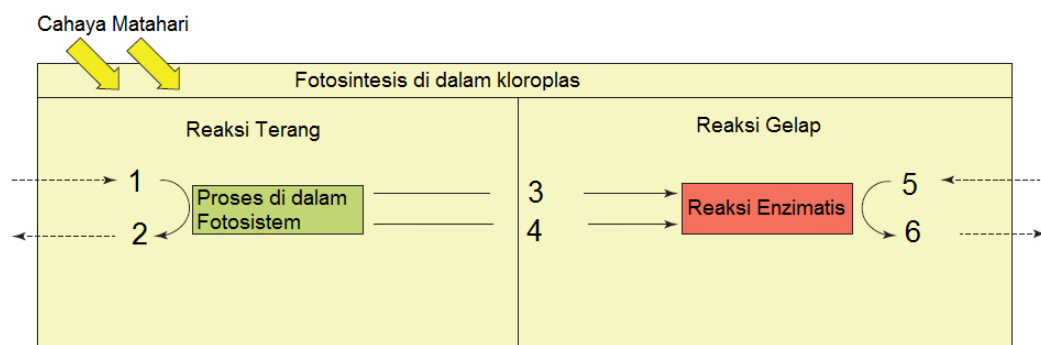 Cahaya Matahari
Fotosintesis di dalam kloroplas
Reaksi Terang
Reaksi Gelap
1
2
Proses di dalam
Fotosistem
3
4
Reaksi Enzimatis
5
6